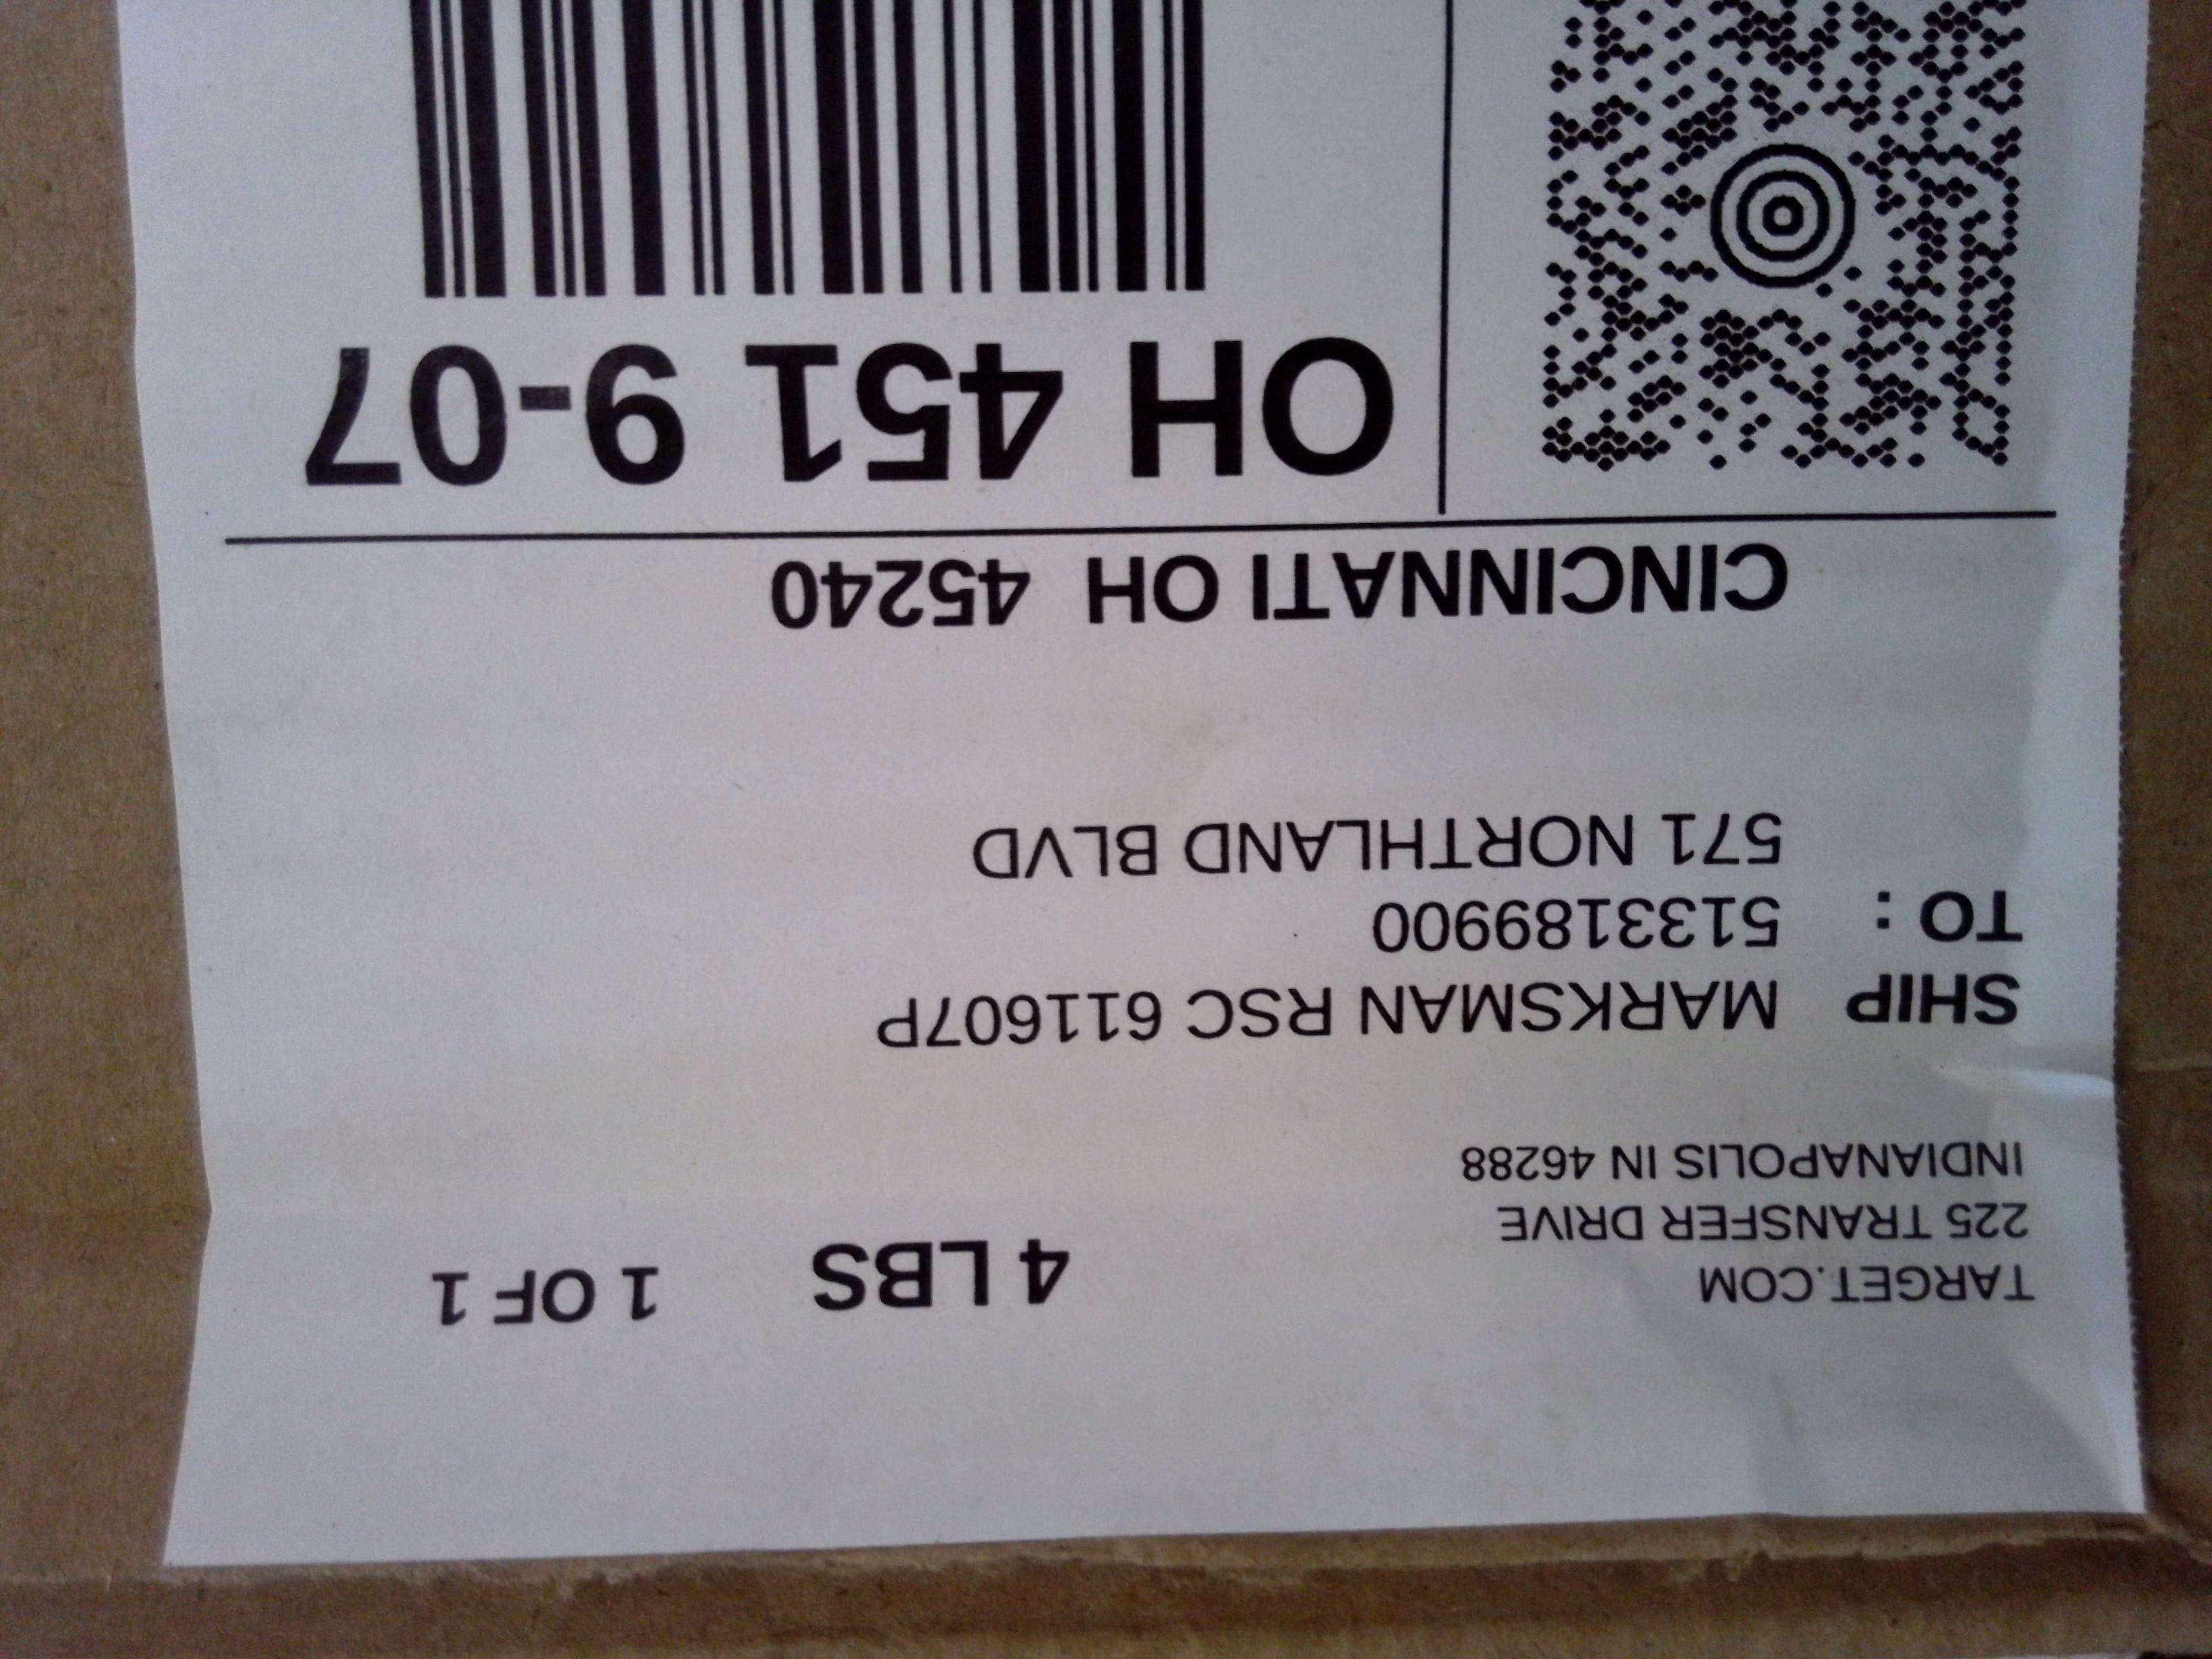 TARGET.COM
225 TRANSFER DRIVE
INDIANAPOLIS IN 46288
4 LBS 1 OF 1
SHIP MARKSMAN RSC 611607P
TO : 5133189900
571 NORTHLAND BLVD
CINCINNATI OH 45240
OH 451 9-07